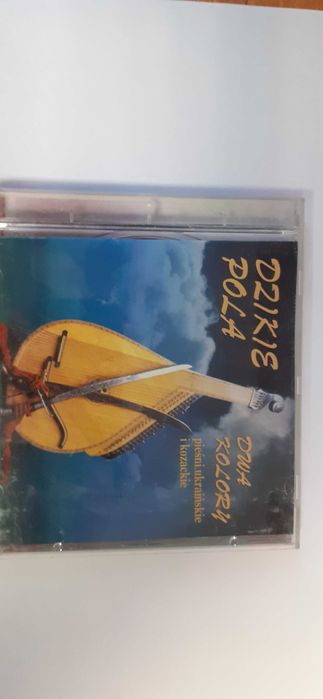 DZIKIE
POLA
DWA
KOLORY
pieśni ukraińskie
i kozackie